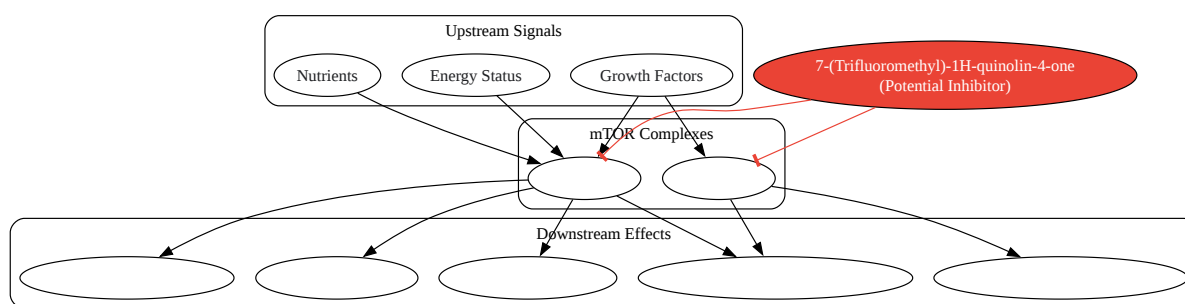 Upstream Signals
Nutrients
Energy Status
Growth Factors
7-(Trifluoromethyl)-1H-quinolin-4-one
(Potential Inhibitor)
mTOR Complexes
Downstream Effects